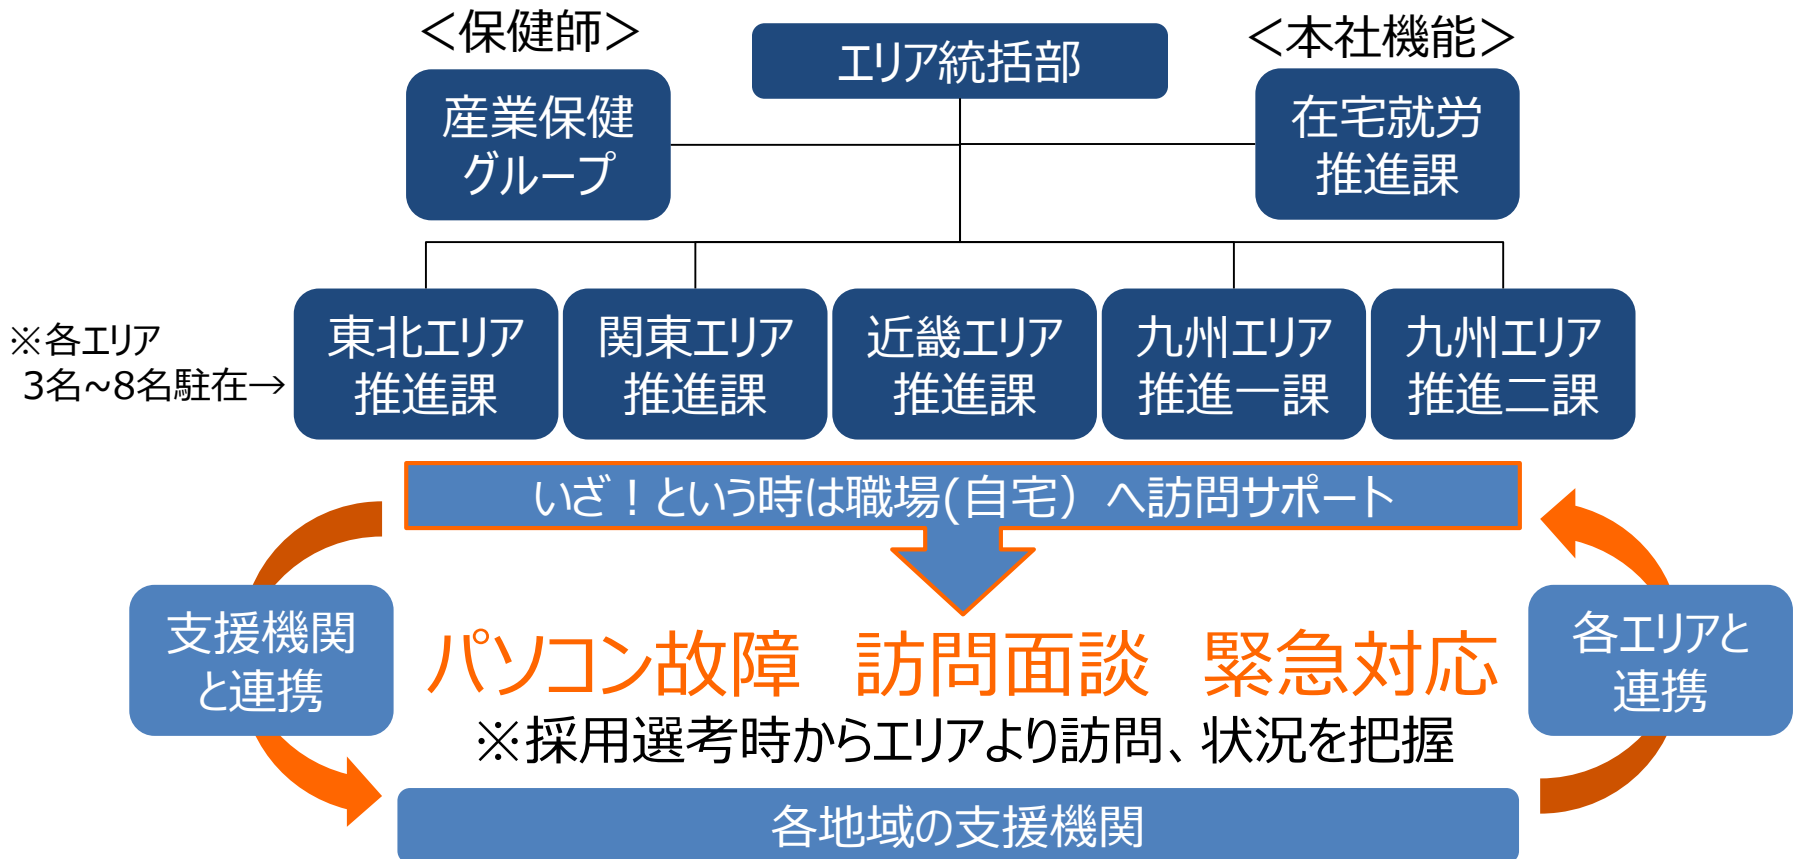 ＜保健師＞
エリア統括部
＜本社機能＞
産業保健
グループ
在宅就労
推進課
※各エリア
3名~8名駐在→
東北エリア
推進課
関東エリア
推進課
近畿エリア
推進課
九州エリア
推進一課
九州エリア
推進二課
いざ！という時は職場(自宅）へ訪問サポート
支援機関
と連携
パソコン故障　訪問面談　緊急対応
※採用選考時からエリアより訪問、状況を把握
各エリアと
連携
各地域の支援機関